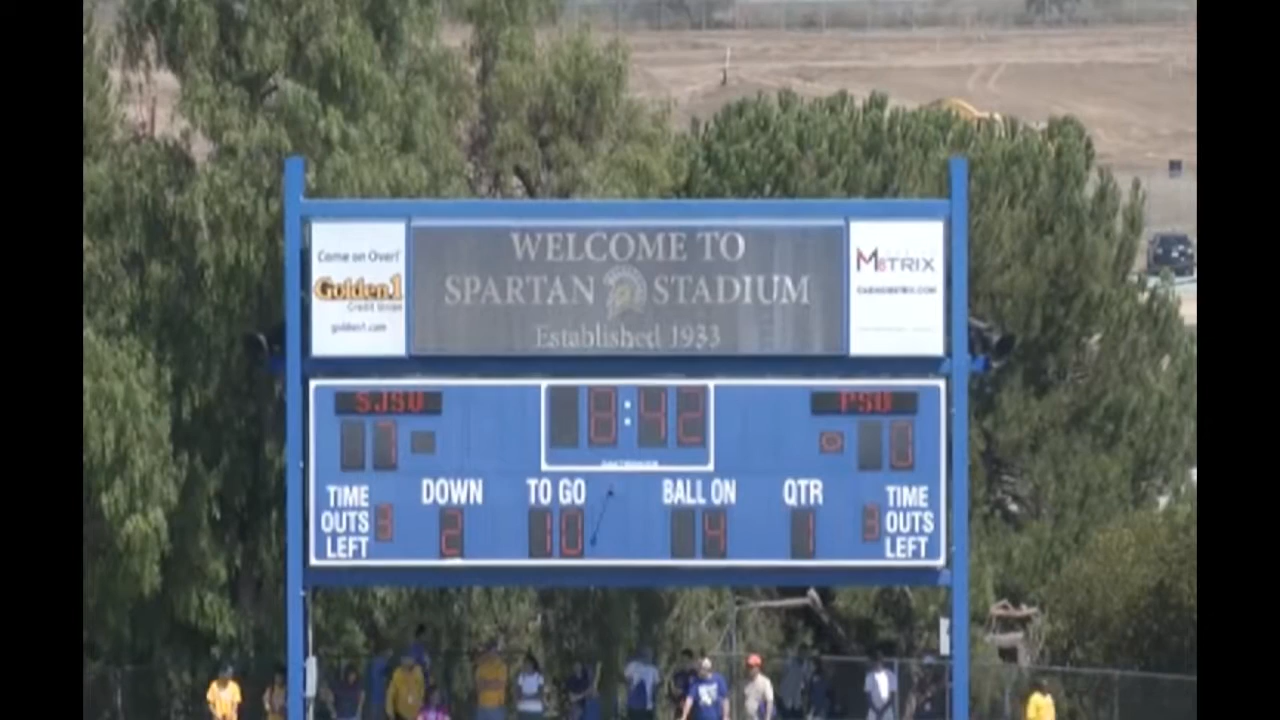 WELCOME TO
SPARTAN STADIUM
Established 1933
Come on Over!
Golden 1
Credit Union
golden1.com
M8TRIX
SJSU
8:42
PSU
7
0
DOWN
TO GO
BALL ON
QTR
TIME
OUTS
LEFT
3
2
10
4
1
3
TIME
OUTS
LEFT